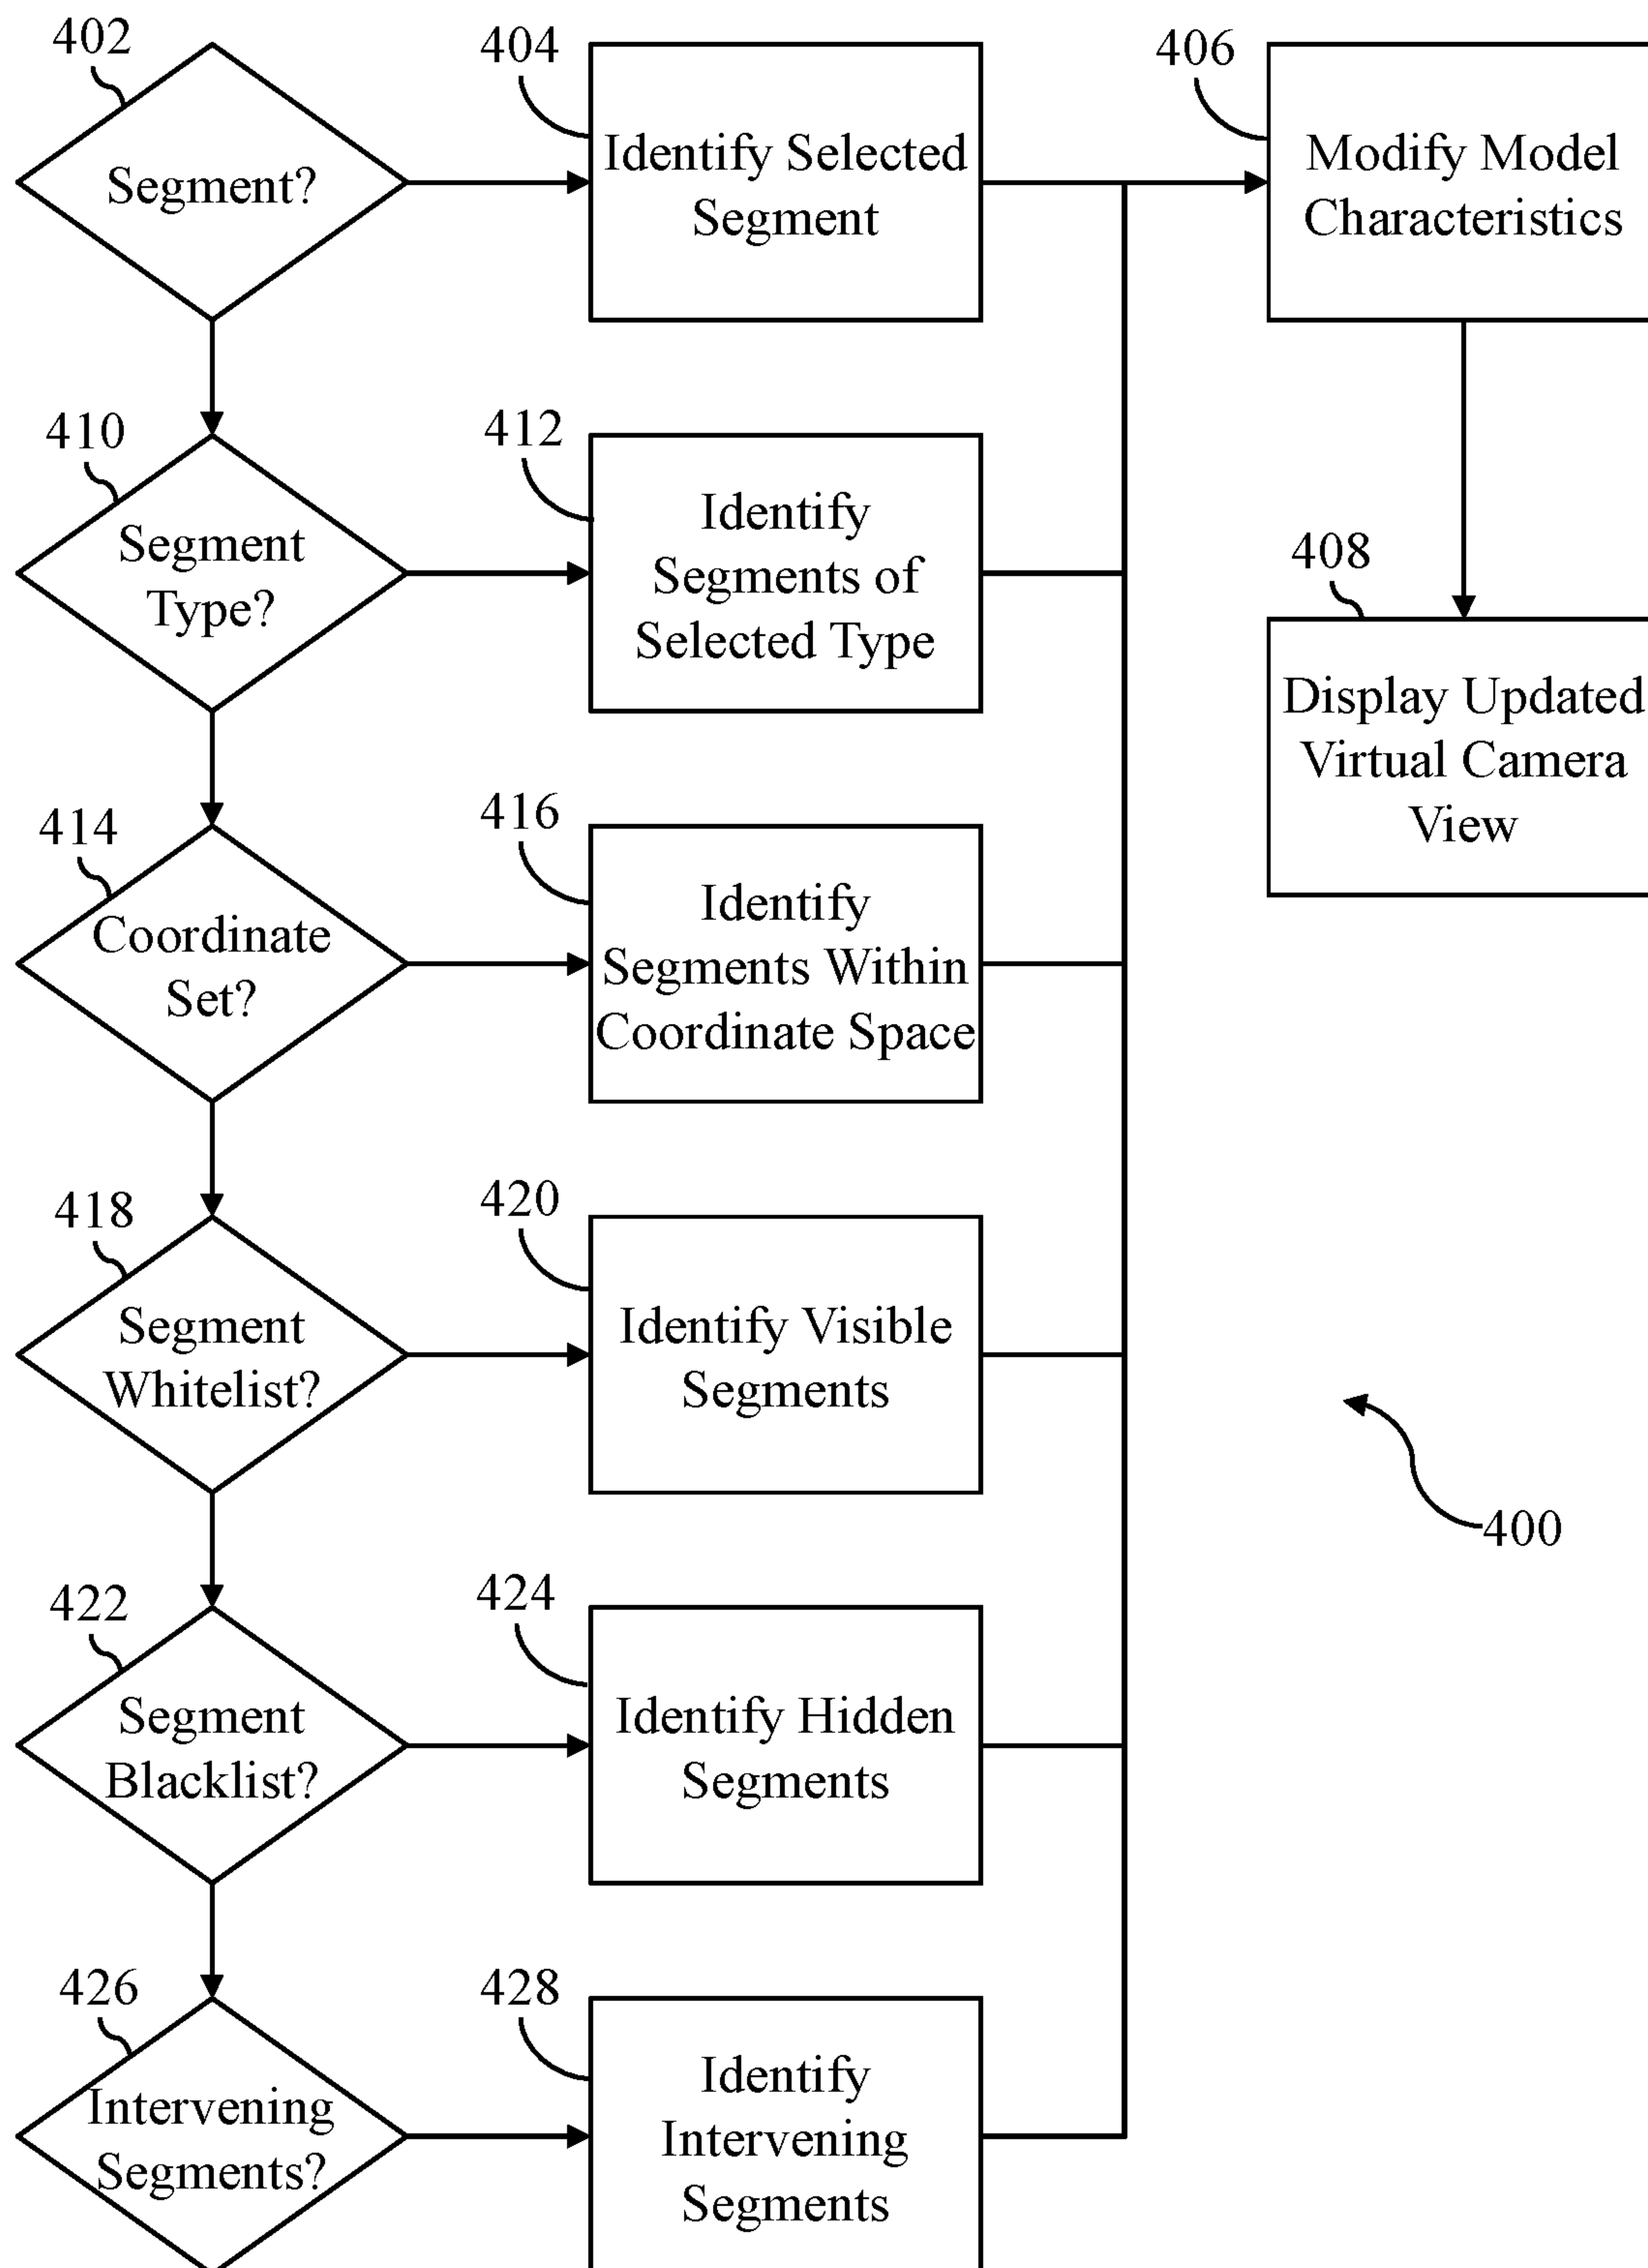 402
Segment?
404
Identify Selected
Segment
406
Modify Model
Characteristics
410
Segment
Type?
412
Identify
Segments of
Selected Type
408
Display Updated
Virtual Camera
View
414
Coordinate
Set?
416
Identify
Segments Within
Coordinate Space
418
Segment
Whitelist?
420
Identify Visible
Segments
400
422
Segment
Blacklist?
424
Identify Hidden
Segments
426
Intervening
Segments?
428
Identify
Intervening
Segments